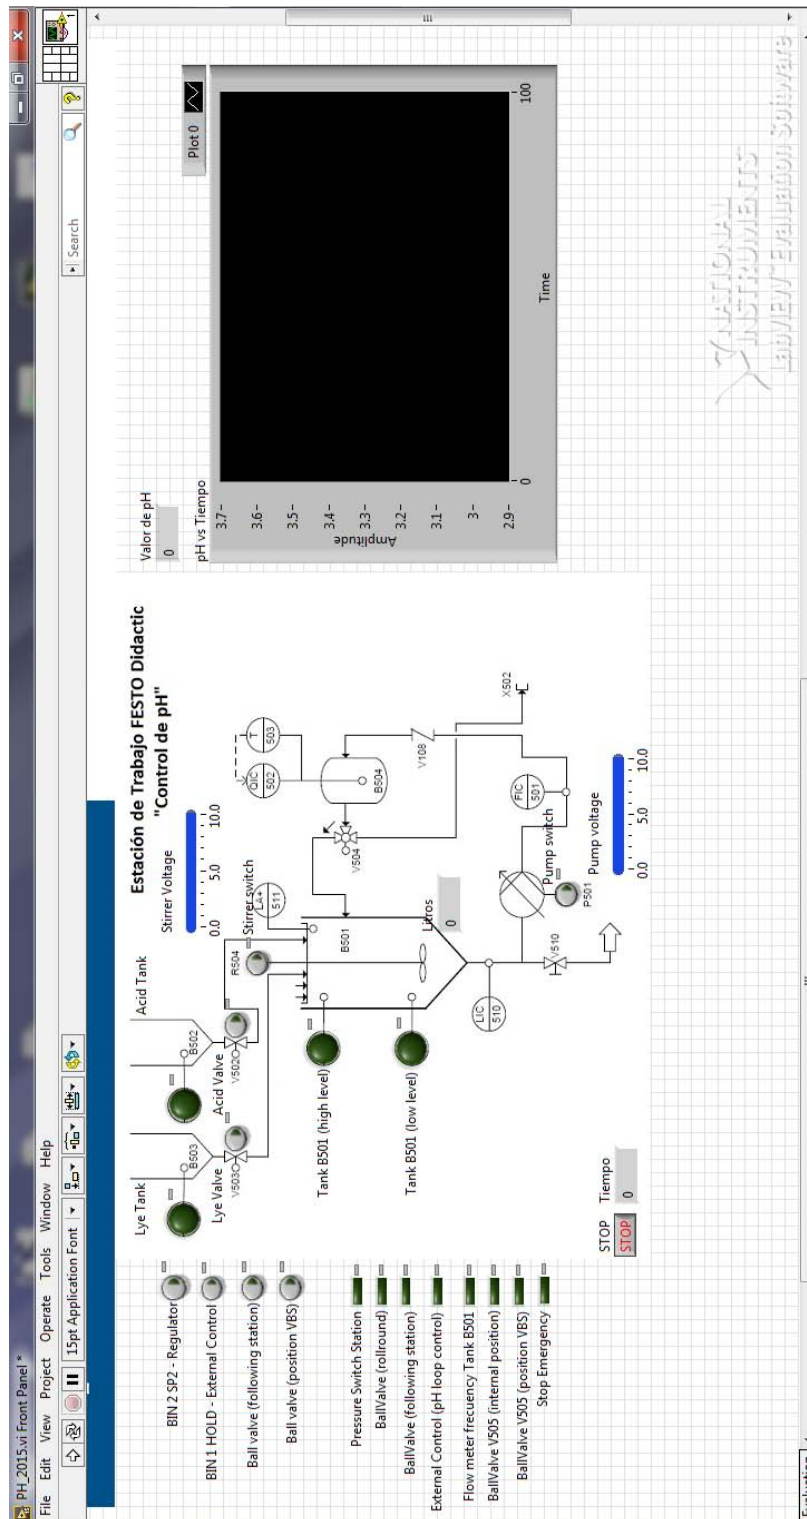 PH_2015.vi Front Panel *
File Edit View Project Operate Tools Window Help
15pt Application Font
Search
BIN 2 SP2 - Regulator
BIN 1 HOLD - External Control
Ball valve (following station)
Ball valve (position VBS)
Pressure Switch Station
BallValve (rollround)
BallValve (following station)
External Control (pH loop control)
Flow meter frecuency Tank B501
BallValve V505 (internal position)
BallValve V505 (position VBS)
Stop Emergency
STOP
STOP
Tiempo
0
Estación de Trabajo FESTO Didactic
"Control de pH"
Lye Tank
Acid Tank
B503
B502
Lye Valve
Acid Valve
V503
V502
Stirrer Voltage
0.0 5.0 10.0
Stirrer switch
R504
LA+
511
QIC
502
T
503
B501
B504
V504
V108
X502
Tank B501 (high level)
Tank B501 (low level)
Litros
0
LIC
510
V510
FIC
501
Pump switch
P501
Pump voltage
0.0 5.0 10.0
Valor de pH
0
pH vs Tiempo
Plot 0
Amplitude
3.7
3.6
3.5
3.4
3.3
3.2
3.1
3
2.9
0
100
Time
NATIONAL
INSTRUMENTS
LabVIEW Evaluation Software